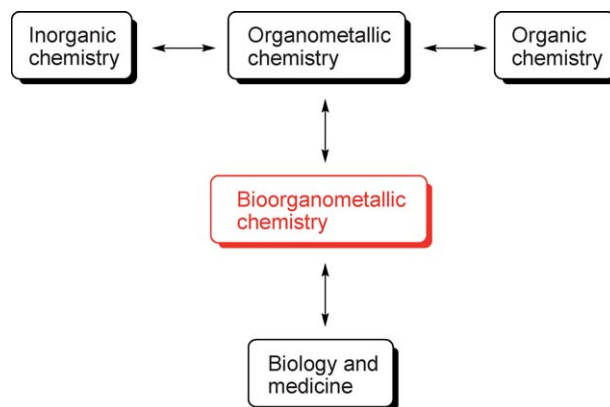 Inorganic
chemistry
Organometallic
chemistry
Organic
chemistry
Bioorganometallic
chemistry
Biology and
medicine